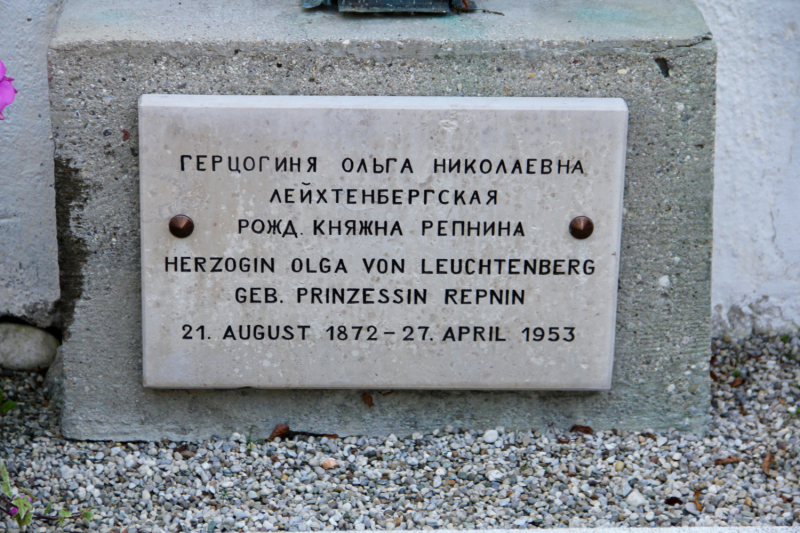 ГЕРЦОГИНЯ ОЛЬГА НИКОЛАЕВНА
ЛЕЙХТЕНБЕРГСКАЯ
РОЖД. КНЯЖНА РЕПНИНА
HERZOGIN OLGA VON LEUCHTENBERG
GEB. PRINZESSIN REPNIN
21. AUGUST 1872 – 27. APRIL 1953